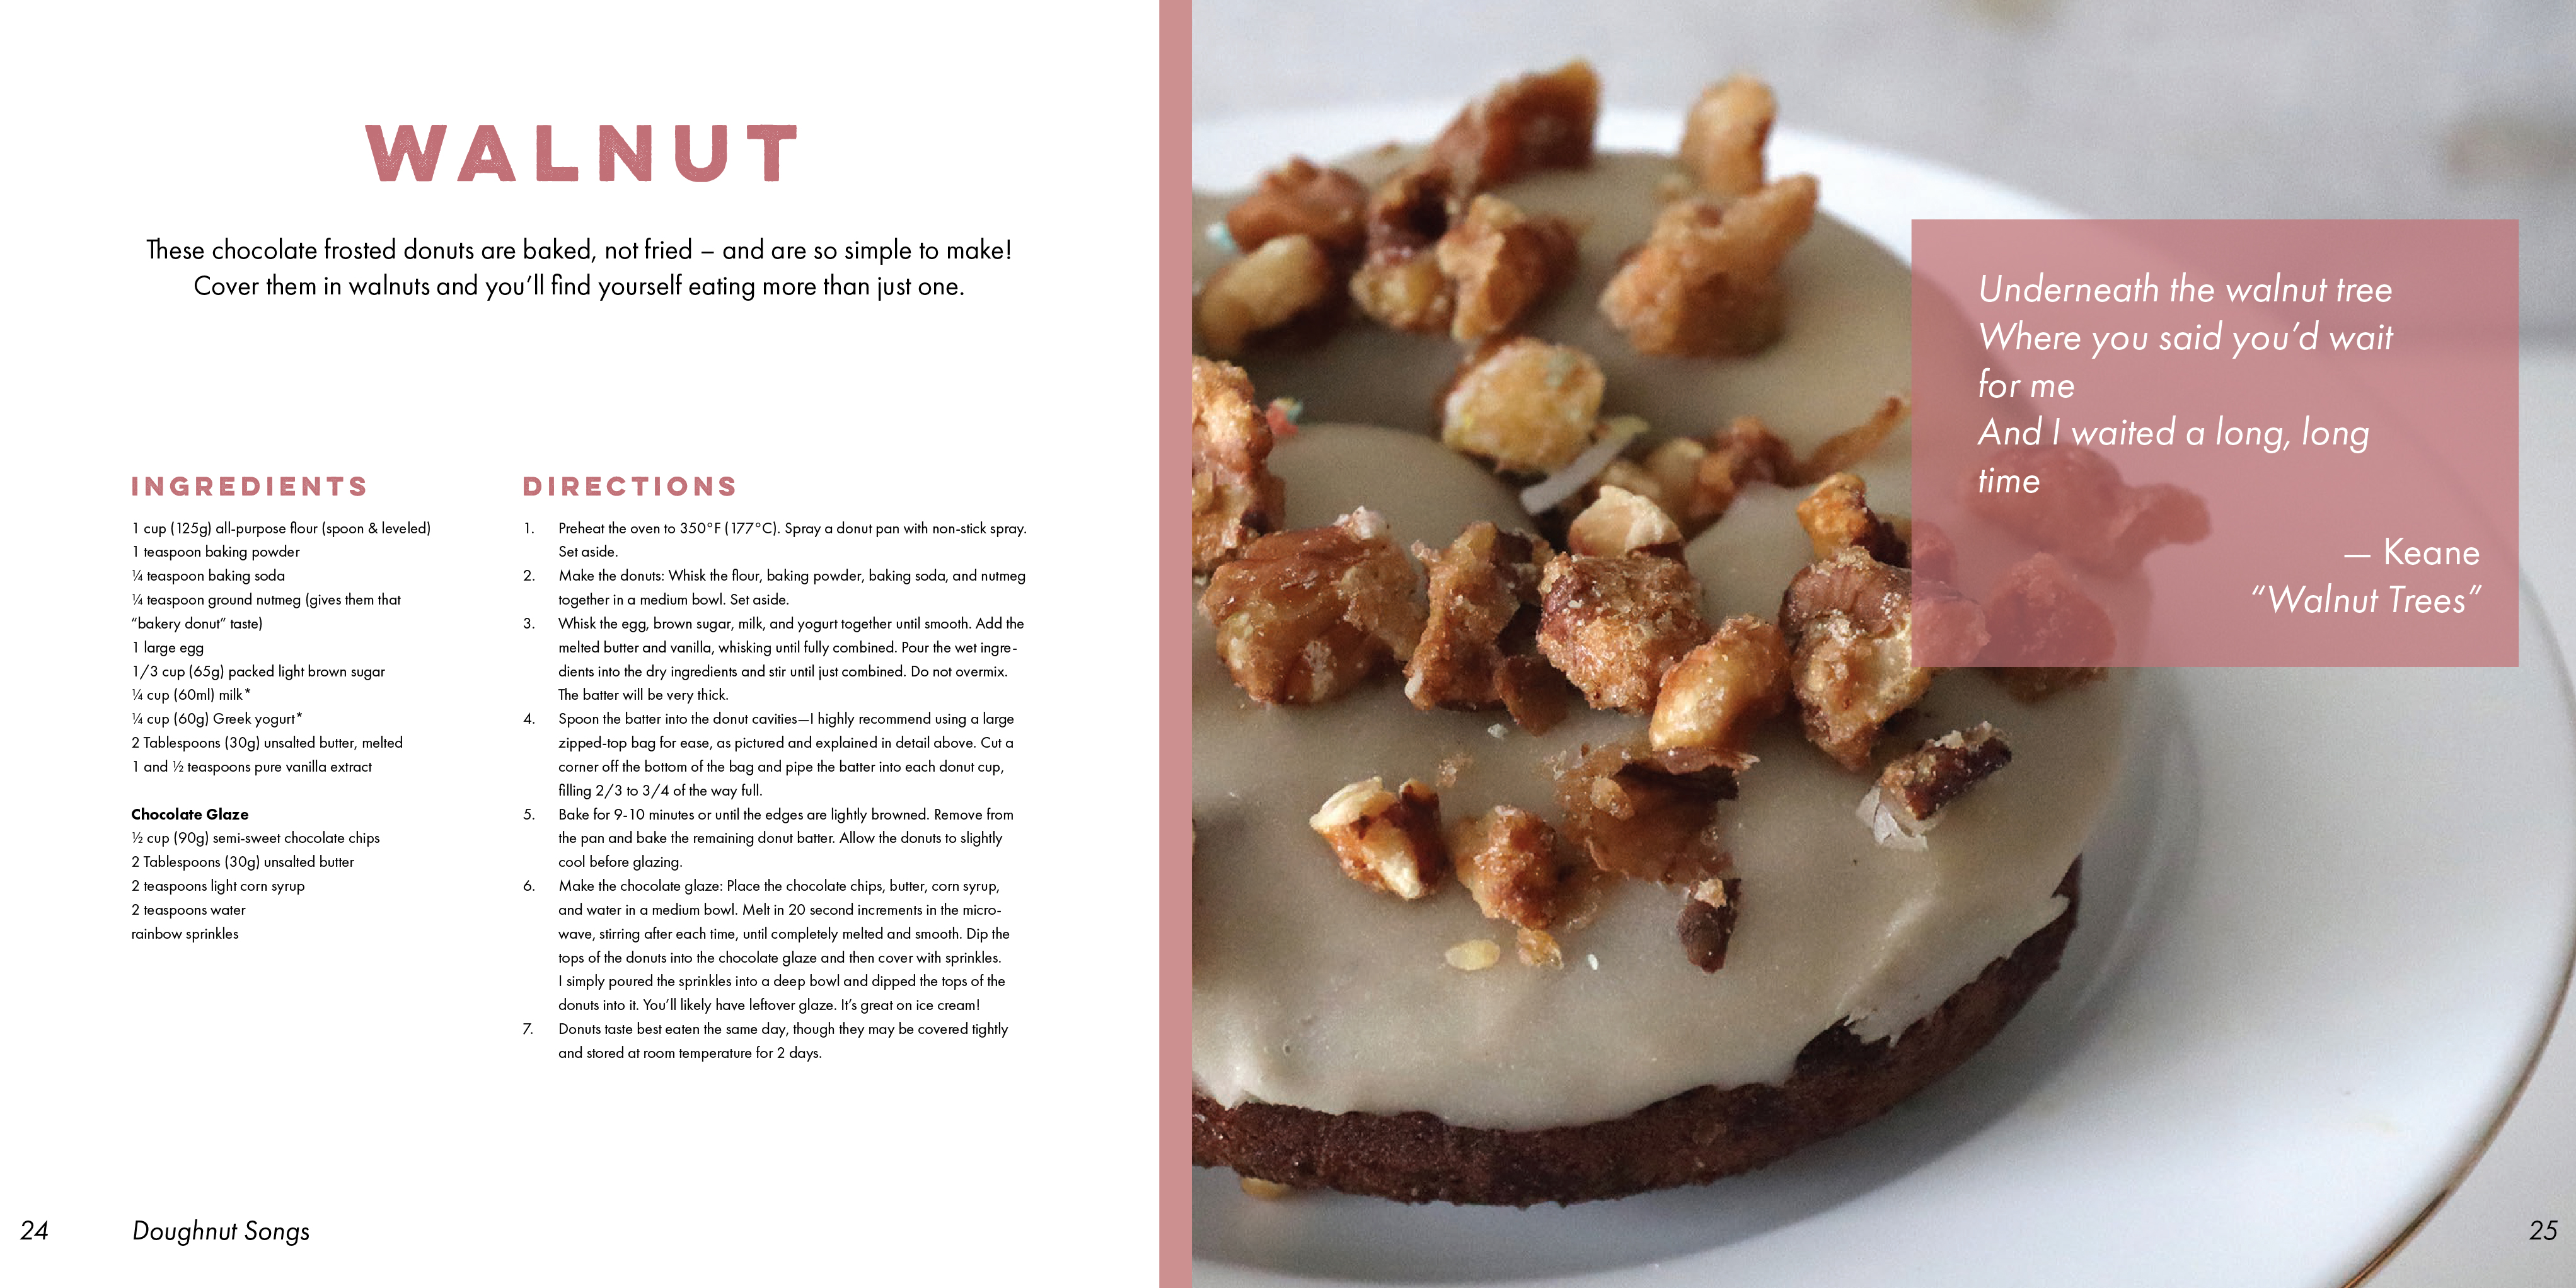 WALNUT
These chocolate frosted donuts are baked, not fried – and are so simple to make!
Cover them in walnuts and you’ll find yourself eating more than just one.
INGREDIENTS
1 cup (125g) all-purpose flour (spoon & leveled)
1 teaspoon baking powder
¼ teaspoon baking soda
¼ teaspoon ground nutmeg (gives them that
“bakery donut” taste)
1 large egg
1/3 cup (65g) packed light brown sugar
¼ cup (60ml) milk*
¼ cup (60g) Greek yogurt*
2 Tablespoons (30g) unsalted butter, melted
1 and ½ teaspoons pure vanilla extract
Chocolate Glaze
½ cup (90g) semi-sweet chocolate chips
2 Tablespoons (30g) unsalted butter
2 teaspoons light corn syrup
2 teaspoons water
rainbow sprinkles
DIRECTIONS
1. Preheat the oven to 350°F (177°C). Spray a donut pan with non-stick spray.
Set aside.
2. Make the donuts: Whisk the flour, baking powder, baking soda, and nutmeg
together in a medium bowl. Set aside.
3. Whisk the egg, brown sugar, milk, and yogurt together until smooth. Add the
melted butter and vanilla, whisking until fully combined. Pour the wet ingre-
dients into the dry ingredients and stir until just combined. Do not overmix.
The batter will be very thick.
4. Spoon the batter into the donut cavities—I highly recommend using a large
zipped-top bag for ease, as pictured and explained in detail above. Cut a
corner off the bottom of the bag and pipe the batter into each donut cup,
filling 2/3 to 3/4 of the way full.
5. Bake for 9-10 minutes or until the edges are lightly browned. Remove from
the pan and bake the remaining donut batter. Allow the donuts to slightly
cool before glazing.
6. Make the chocolate glaze: Place the chocolate chips, butter, corn syrup,
and water in a medium bowl. Melt in 20 second increments in the micro-
wave, stirring after each time, until completely melted and smooth. Dip the
tops of the donuts into the chocolate glaze and then cover with sprinkles.
I simply poured the sprinkles into a deep bowl and dipped the tops of the
donuts into it. You’ll likely have leftover glaze. It’s great on ice cream!
7. Donuts taste best eaten the same day, though they may be covered tightly
and stored at room temperature for 2 days.
24 Doughnut Songs
Underneath the walnut tree
Where you said you’d wait
for me
And I waited a long, long
time
— Keane
“Walnut Trees”
25